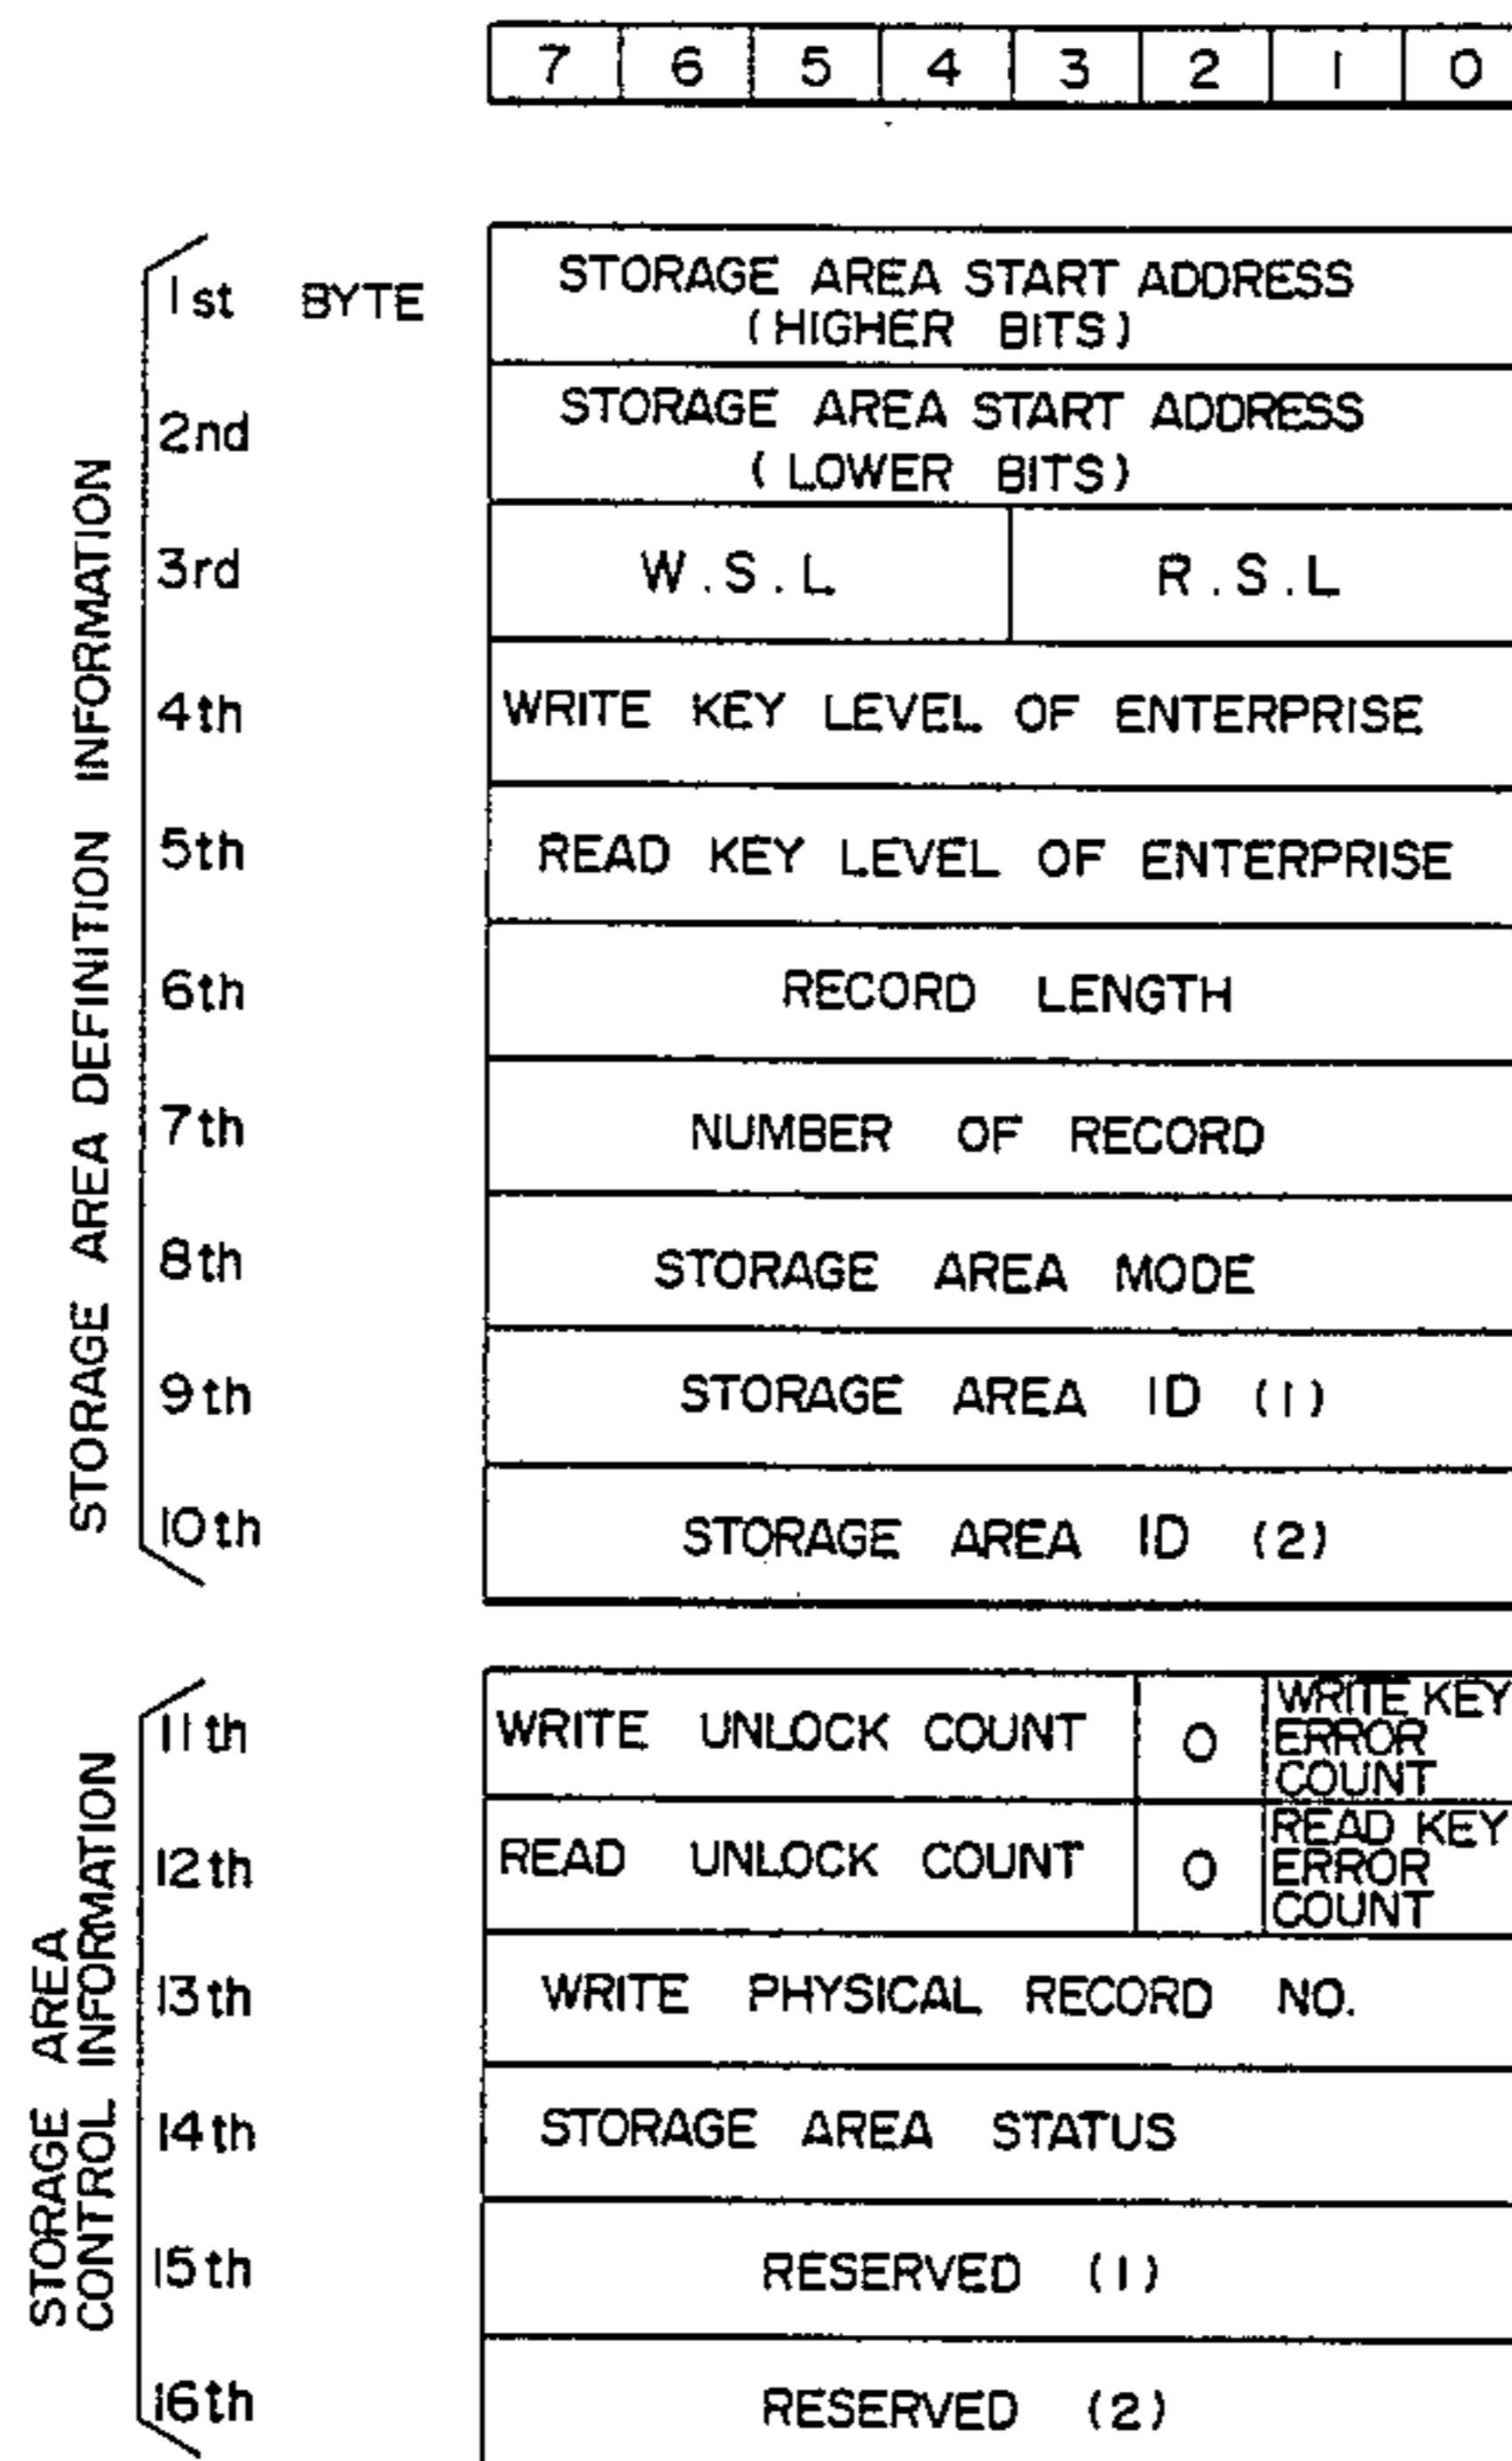 7 6 5 4 3 2 1 0
STORAGE AREA DEFINITION INFORMATION
1st BYTE
STORAGE AREA START ADDRESS
(HIGHER BITS)
2nd
STORAGE AREA START ADDRESS
(LOWER BITS)
3rd
W.S.L
R.S.L
4th
WRITE KEY LEVEL OF ENTERPRISE
5th
READ KEY LEVEL OF ENTERPRISE
6th
RECORD LENGTH
7th
NUMBER OF RECORD
8th
STORAGE AREA MODE
9th
STORAGE AREA ID (1)
10th
STORAGE AREA ID (2)
STORAGE AREA
CONTROL INFORMATION
11th
WRITE UNLOCK COUNT
0
WRITE KEY
ERROR
COUNT
12th
READ UNLOCK COUNT
0
READ KEY
ERROR
COUNT
13th
WRITE PHYSICAL RECORD NO.
14th
STORAGE AREA STATUS
15th
RESERVED (1)
16th
RESERVED (2)